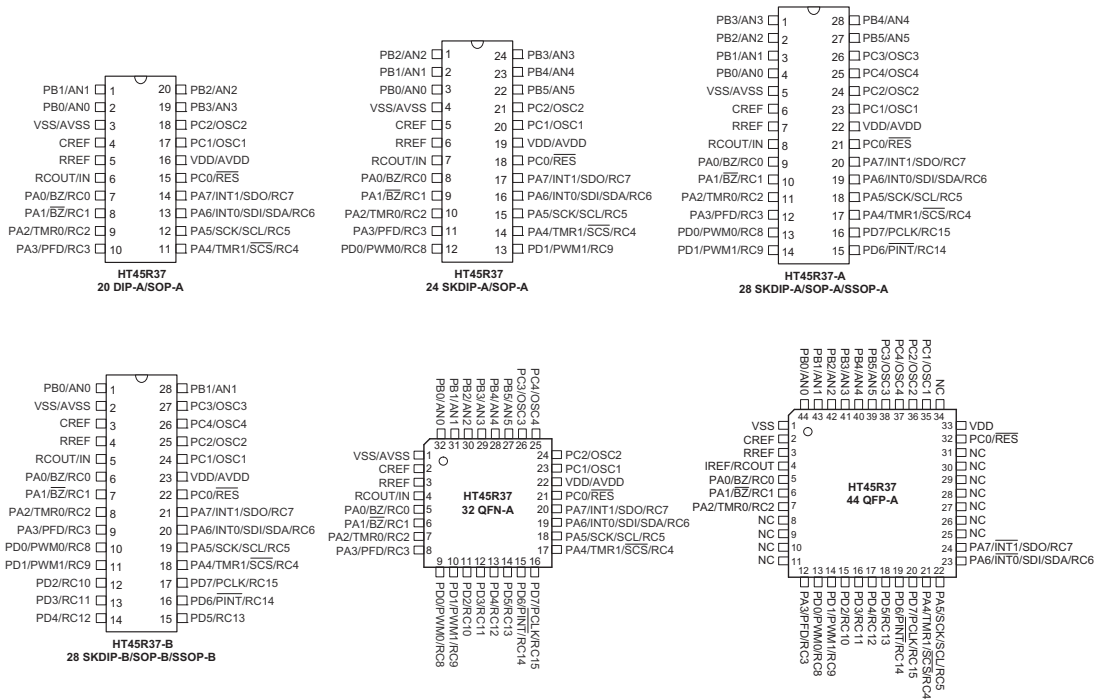 PB1/AN1 1 20 PB2/AN2
PB0/AN0 2 19 PB3/AN3
VSS/AVSS 3 18 PC2/OSC2
CREF 4 17 PC1/OSC1
RREF 5 16 VDD/AVDD
RCOUT/IN 6 15 PC0/RES
PA0/BZ/RC0 7 14 PA7/INT1/SDO/RC7
PA1/BZ/RC1 8 13 PA6/INT0/SDI/SDA/RC6
PA2/TMR0/RC2 9 12 PA5/SCK/SCL/RC5
PA3/PFD/RC3 10 11 PA4/TMR1/SCS/RC4
HT45R37
20 DIP-A/SOP-A
PB2/AN2 1 24 PB3/AN3
PB1/AN1 2 23 PB4/AN4
PB0/AN0 3 22 PB5/AN5
VSS/AVSS 4 21 PC2/OSC2
CREF 5 20 PC1/OSC1
RREF 6 19 VDD/AVDD
RCOUT/IN 7 18 PC0/RES
PA0/BZ/RC0 8 17 PA7/INT1/SDO/RC7
PA1/BZ/RC1 9 16 PA6/INT0/SDI/SDA/RC6
PA2/TMR0/RC2 10 15 PA5/SCK/SCL/RC5
PA3/PFD/RC3 11 14 PA4/TMR1/SCS/RC4
PD0/PWM0/RC8 12 13 PD1/PWM1/RC9
HT45R37
24 SKDIP-A/SOP-A
PB3/AN3 1 28 PB4/AN4
PB2/AN2 2 27 PB5/AN5
PB1/AN1 3 26 PC3/OSC3
PB0/AN0 4 25 PC4/OSC4
VSS/AVSS 5 24 PC2/OSC2
CREF 6 23 PC1/OSC1
RREF 7 22 VDD/AVDD
RCOUT/IN 8 21 PC0/RES
PA0/BZ/RC0 9 20 PA7/INT1/SDO/RC7
PA1/BZ/RC1 10 19 PA6/INT0/SDI/SDA/RC6
PA2/TMR0/RC2 11 18 PA5/SCK/SCL/RC5
PA3/PFD/RC3 12 17 PA4/TMR1/SCS/RC4
PD0/PWM0/RC8 13 16 PD7/PCLK/RC15
PD1/PWM1/RC9 14 15 PD6/PINT/RC14
HT45R37-A
28 SKDIP-A/SOP-A/SSOP-A
PB0/AN0 1 28 PB1/AN1
VSS/AVSS 2 27 PC3/OSC3
CREF 3 26 PC4/OSC4
RREF 4 25 PC2/OSC2
RCOUT/IN 5 24 PC1/OSC1
PA0/BZ/RC0 6 23 VDD/AVDD
PA1/BZ/RC1 7 22 PC0/RES
PA2/TMR0/RC2 8 21 PA7/INT1/SDO/RC7
PA3/PFD/RC3 9 20 PA6/INT0/SDI/SDA/RC6
PD0/PWM0/RC8 10 19 PA5/SCK/SCL/RC5
PD1/PWM1/RC9 11 18 PA4/TMR1/SCS/RC4
PD2/RC10 12 17 PD7/PCLK/RC15
PD3/RC11 13 16 PD6/PINT/RC14
PD4/RC12 14 15 PD5/RC13
HT45R37-B
28 SKDIP-B/SOP-B/SSOP-B
PB0/AN0 PB1/AN1 PB2/AN2 PB3/AN3 PB4/AN4 PB5/AN5 PC3/OSC3 PC4/OSC4
32 31 30 29 28 27 26 25
VSS/AVSS 1 24 PC2/OSC2
CREF 2 23 PC1/OSC1
RREF 3 22 VDD/AVDD
RCOUT/IN 4 21 PC0/RES
PA0/BZ/RC0 5 20 PA7/INT1/SDO/RC7
PA1/BZ/RC1 6 19 PA6/INT0/SDI/SDA/RC6
PA2/TMR0/RC2 7 18 PA5/SCK/SCL/RC5
PA3/PFD/RC3 8 17 PA4/TMR1/SCS/RC4
HT45R37
32 QFN-A
9 10 11 12 13 14 15 16
PD0/PWM0/RC8 PD1/PWM1/RC9 PD2/RC10 PD3/RC11 PD4/RC12 PD5/RC13 PD6/PINT/RC14 PD7/PCLK/RC15
PB0/AN0 PB1/AN1 PB2/AN2 PB3/AN3 PB4/AN4 PB5/AN5 PC3/OSC3 PC4/OSC4 PC2/OSC2 PC1/OSC1 NC
44 43 42 41 40 39 38 37 36 35 34
VSS 1 33 VDD
CREF 2 32 PC0/RES
RREF 3 31 NC
IREF/RCOUT 4 30 NC
PA0/BZ/RC0 5 29 NC
PA1/BZ/RC1 6 28 NC
PA2/TMR0/RC2 7 27 NC
NC 8 26 NC
NC 9 25 NC
NC 10 24 PA7/INT1/SDO/RC7
NC 11 23 PA6/INT0/SDI/SDA/RC6
HT45R37
44 QFP-A
12 13 14 15 16 17 18 19 20 21 22
PA3/PFD/RC3 PD0/PWM0/RC8 PD1/PWM1/RC9 PD2/RC10 PD3/RC11 PD4/RC12 PD5/RC13 PD6/PINT/RC14 PD7/PCLK/RC15 PA4/TMR1/SCS/RC4 PA5/SCK/SCL/RC5